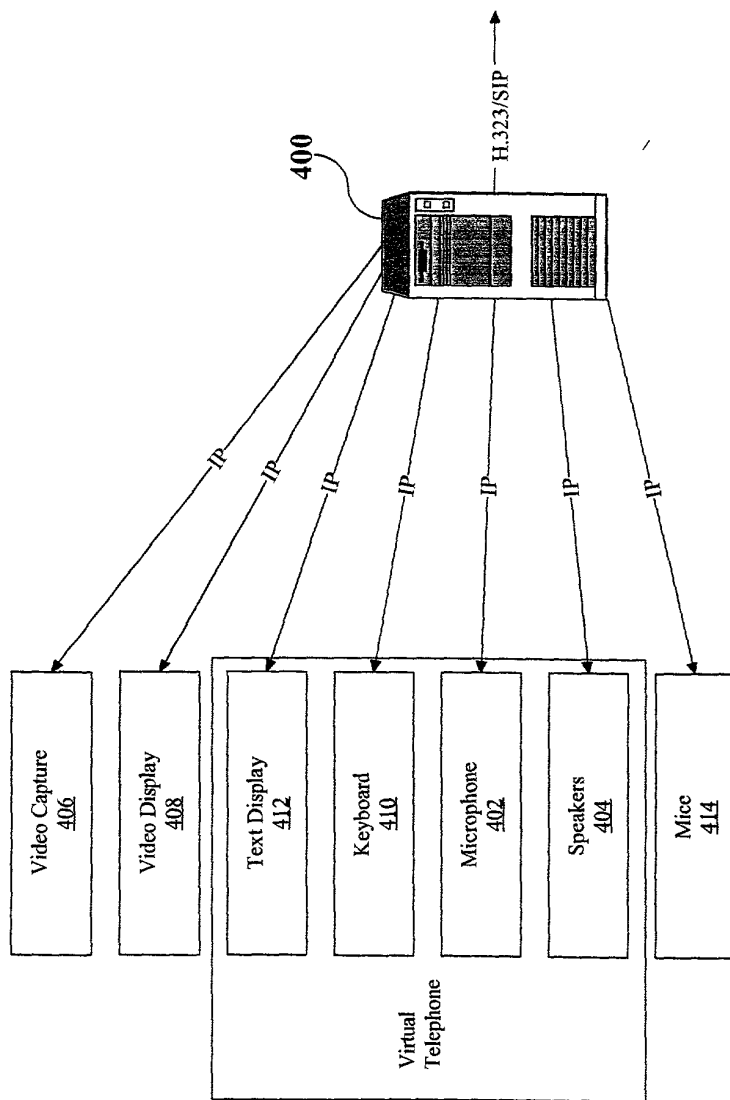 Video Capture
406
Video Display
408
Text Display
412
Keyboard
410
Microphone
402
Speakers
404
Mice
414
Virtual
Telephone
IP
IP
IP
IP
IP
IP
IP
400
H.323/SIP